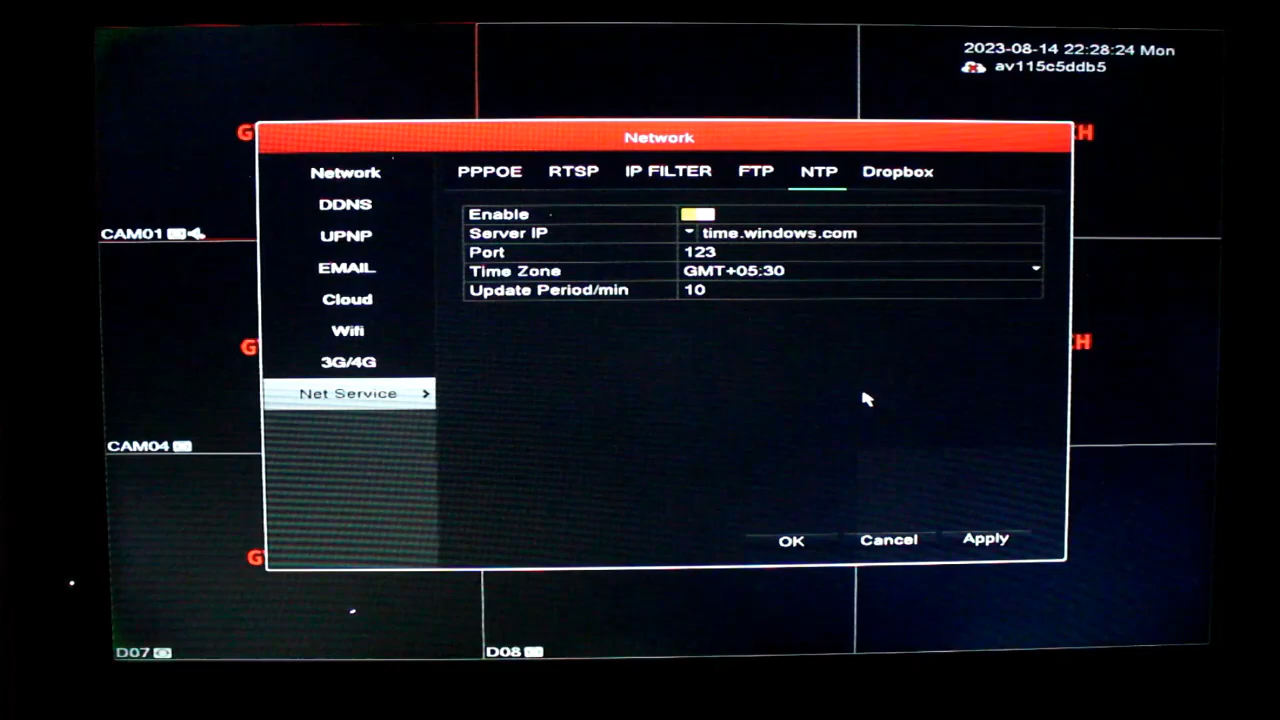 2023-08-14 22:28:24 Mon
av115c5ddb5
Network
Network
DDNS
UPNP
EMAIL
Cloud
Wifi
3G/4G
Net Service >
PPPOE RTSP IP FILTER FTP NTP Dropbox
Enable
Server IP time.windows.com
Port 123
Time Zone GMT+05:30
Update Period/min 10
OK Cancel Apply
CAM01
CAM04
D07
D08